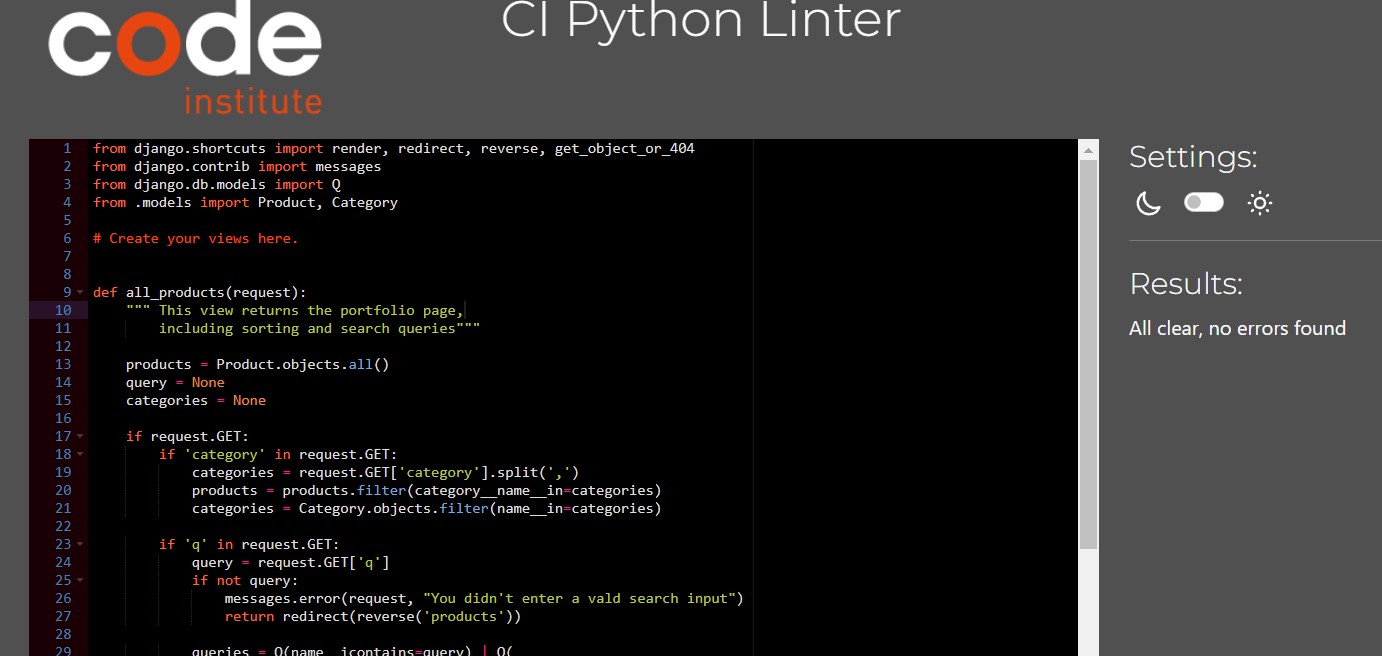 code
institute
CI Python Linter
1 from django.shortcuts import render, redirect, reverse, get_object_or_404
2 from django.contrib import messages
3 from django.db.models import Q
4 from .models import Product, Category
5
6 # Create your views here.
7
8
9 def all_products(request):
10     """ This view returns the portfolio page,
11         including sorting and search queries"""
12
13     products = Product.objects.all()
14     query = None
15     categories = None
16
17     if request.GET:
18         if 'category' in request.GET:
19             categories = request.GET['category'].split(',')
20             products = products.filter(category__name__in=categories)
21             categories = Category.objects.filter(name__in=categories)
22
23         if 'q' in request.GET:
24             query = request.GET['q']
25             if not query:
26                 messages.error(request, "You didn't enter a vald search input")
27                 return redirect(reverse('products'))
28
29             queries = Q(name__icontains=query) | Q(
Settings:
Results:
All clear, no errors found